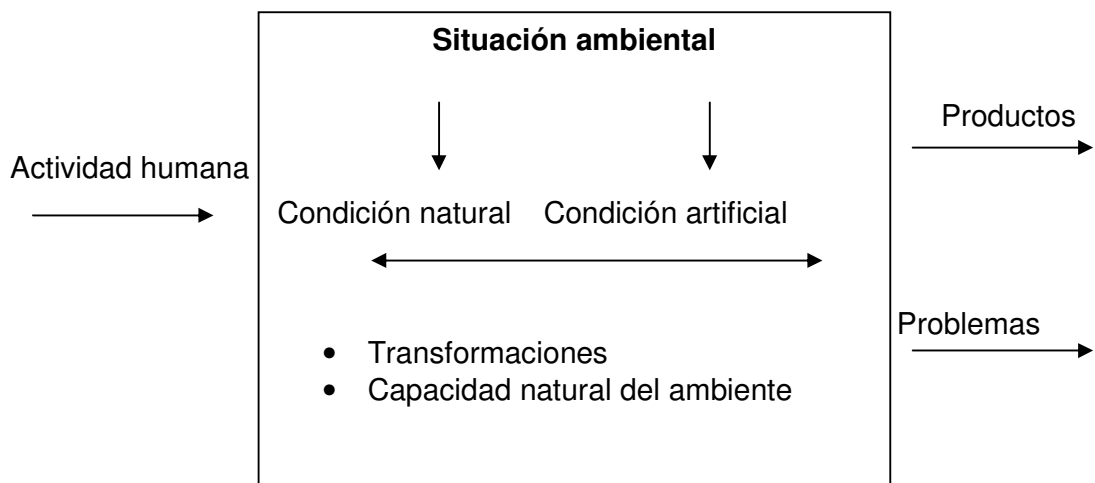 Situación ambiental
Productos
Actividad humana
Condición natural Condición artificial
Problemas
• Transformaciones
• Capacidad natural del ambiente